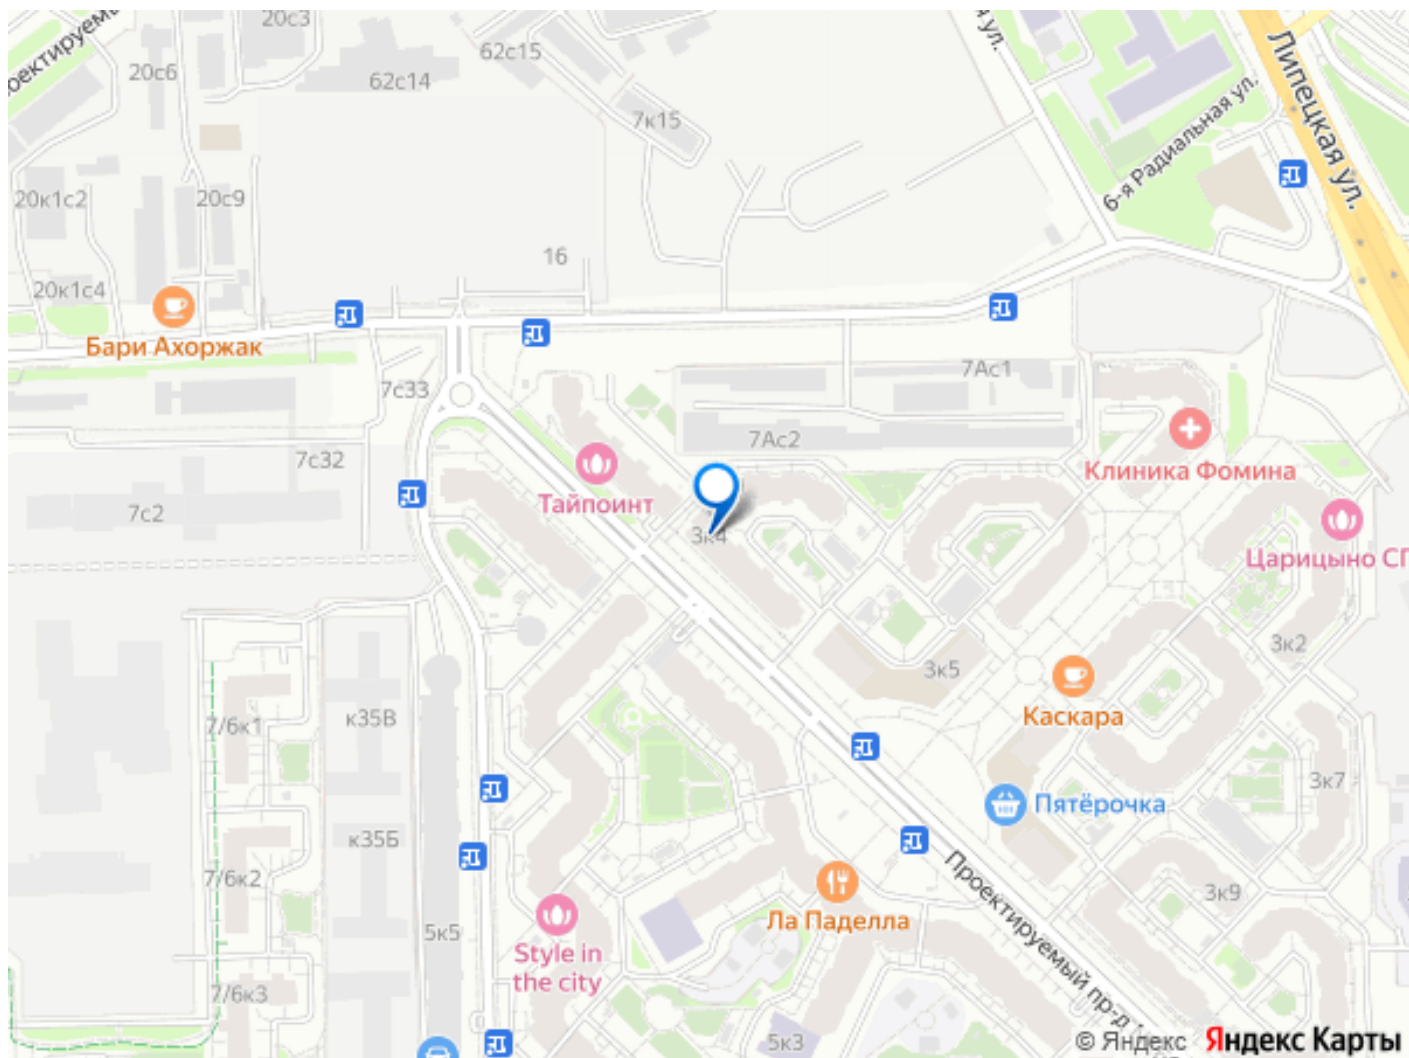 20с3
62с15
20с6
62с14
7к15
Липецкая ул.
6-я Радиальная ул.
ул.
20к1с2
20с9
16
20к1с4
Бари Ахоржак
7с33
7Ас1
7Ас2
7с32
Клиника Фомина
Тайпоинт
7с2
3к4
Царицыно
3к2
3к5
7/6к1
к35В
Каскара
3к7
Пятёрочка
к35Б
7/6к2
Проектируемый пр-д
3к9
Ла Паделла
5к5
Style in
the city
7/6к3
5к3
© Яндекс Яндекс Карты